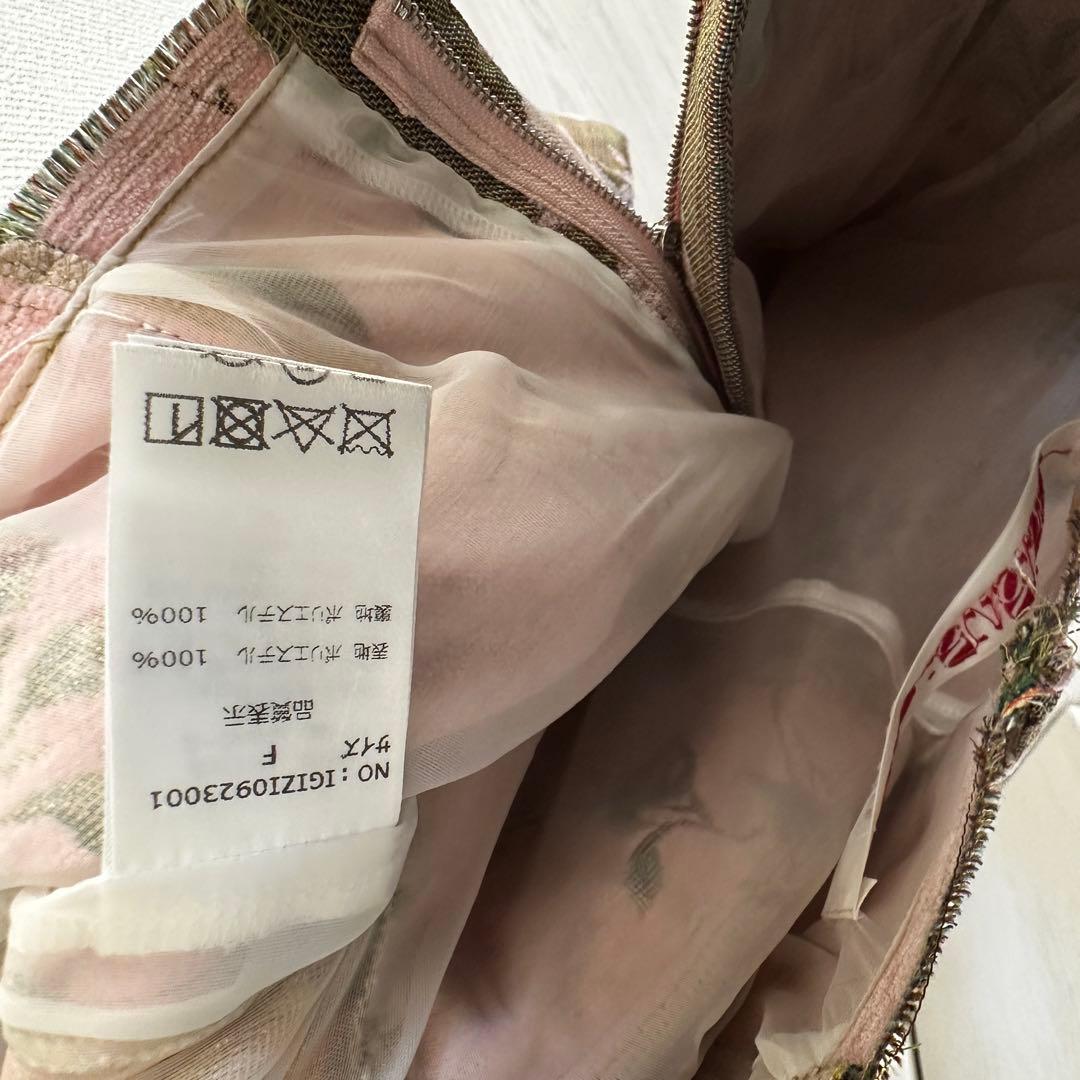 NO：IGIZI0923001
サイズ F
品質表示
表地 ポリエステル 100%
裏地 ポリエステル 100%